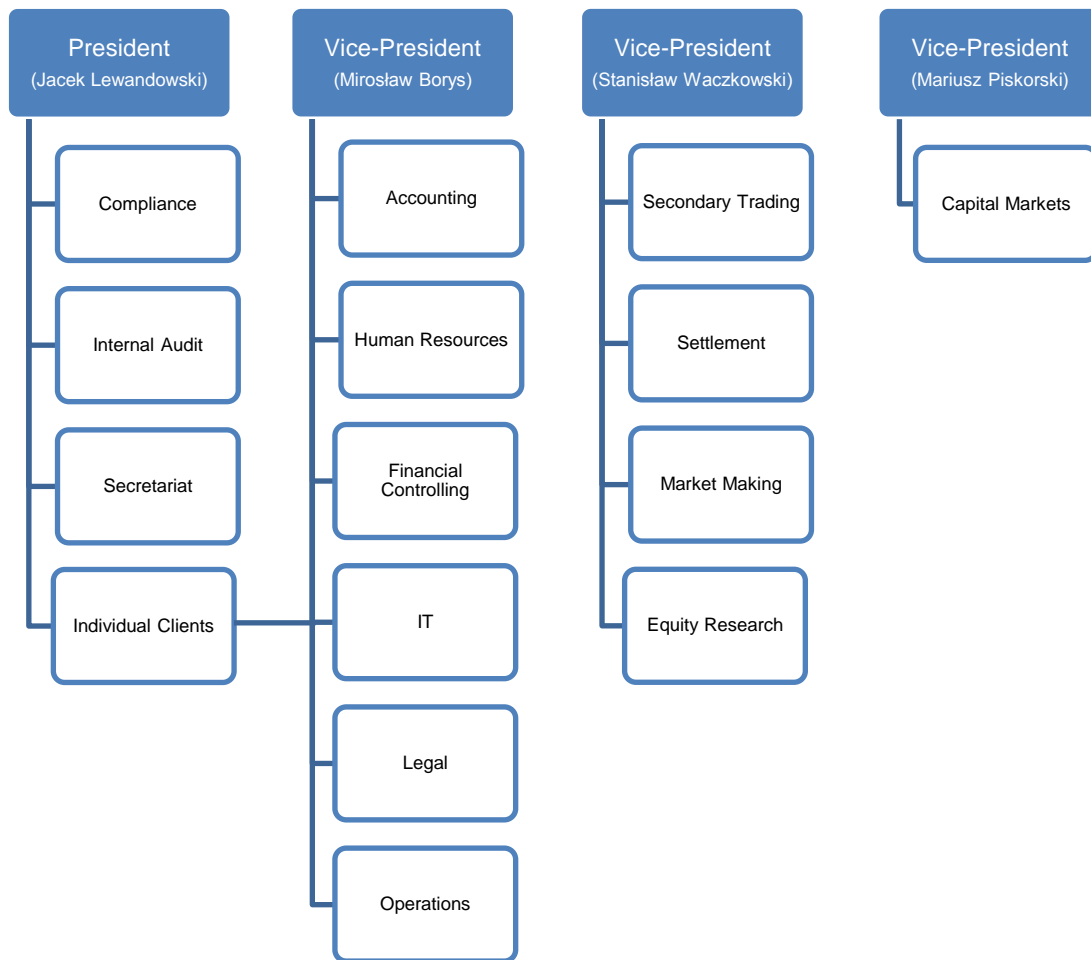 President
(Jacek Lewandowski)
Compliance
Internal Audit
Secretariat
Individual Clients
Vice-President
(Mirosław Borys)
Accounting
Human Resources
Financial
Controlling
IT
Legal
Operations
Vice-President
(Stanisław Waczkowski)
Secondary Trading
Settlement
Market Making
Equity Research
Vice-President
(Mariusz Piskorski)
Capital Markets